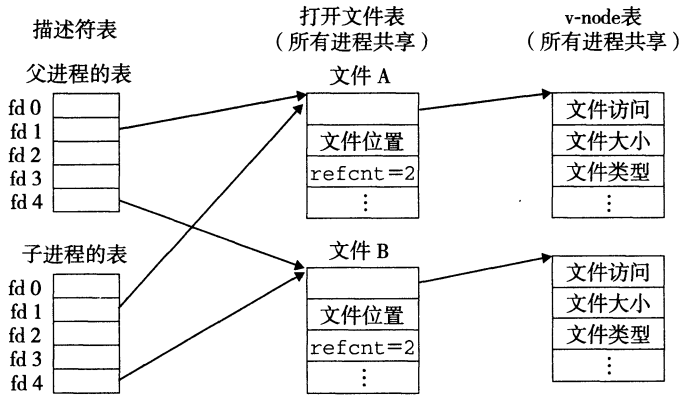 描述符表
打开文件表
（所有进程共享）
v-node表
（所有进程共享）
父进程的表
fd 0
fd 1
fd 2
fd 3
fd 4
文件 A
文件位置
refcnt=2
⋮
文件访问
文件大小
文件类型
⋮
子进程的表
fd 0
fd 1
fd 2
fd 3
fd 4
文件 B
文件位置
refcnt=2
⋮
文件访问
文件大小
文件类型
⋮